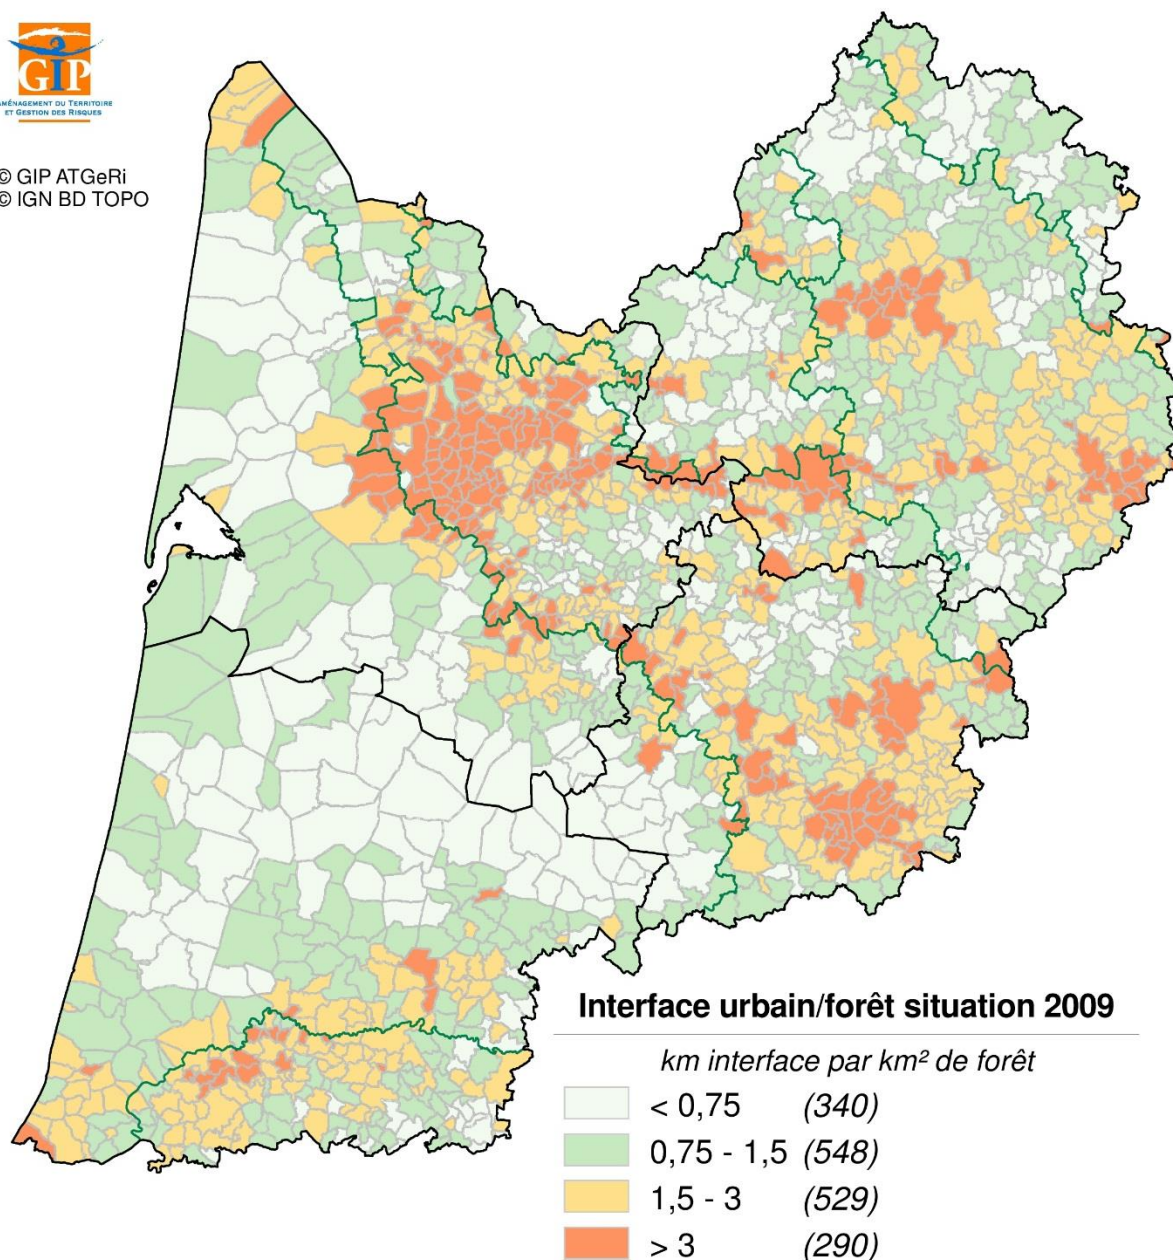 GIP
AMÉNAGEMENT DU TERRITOIRE
ET GESTION DES RISQUES
© GIP ATGeRi
© IGN BD TOPO
Interface urbain/forêt situation 2009
km interface par km² de forêt
< 0,75 (340)
0,75 - 1,5 (548)
1,5 - 3 (529)
> 3 (290)